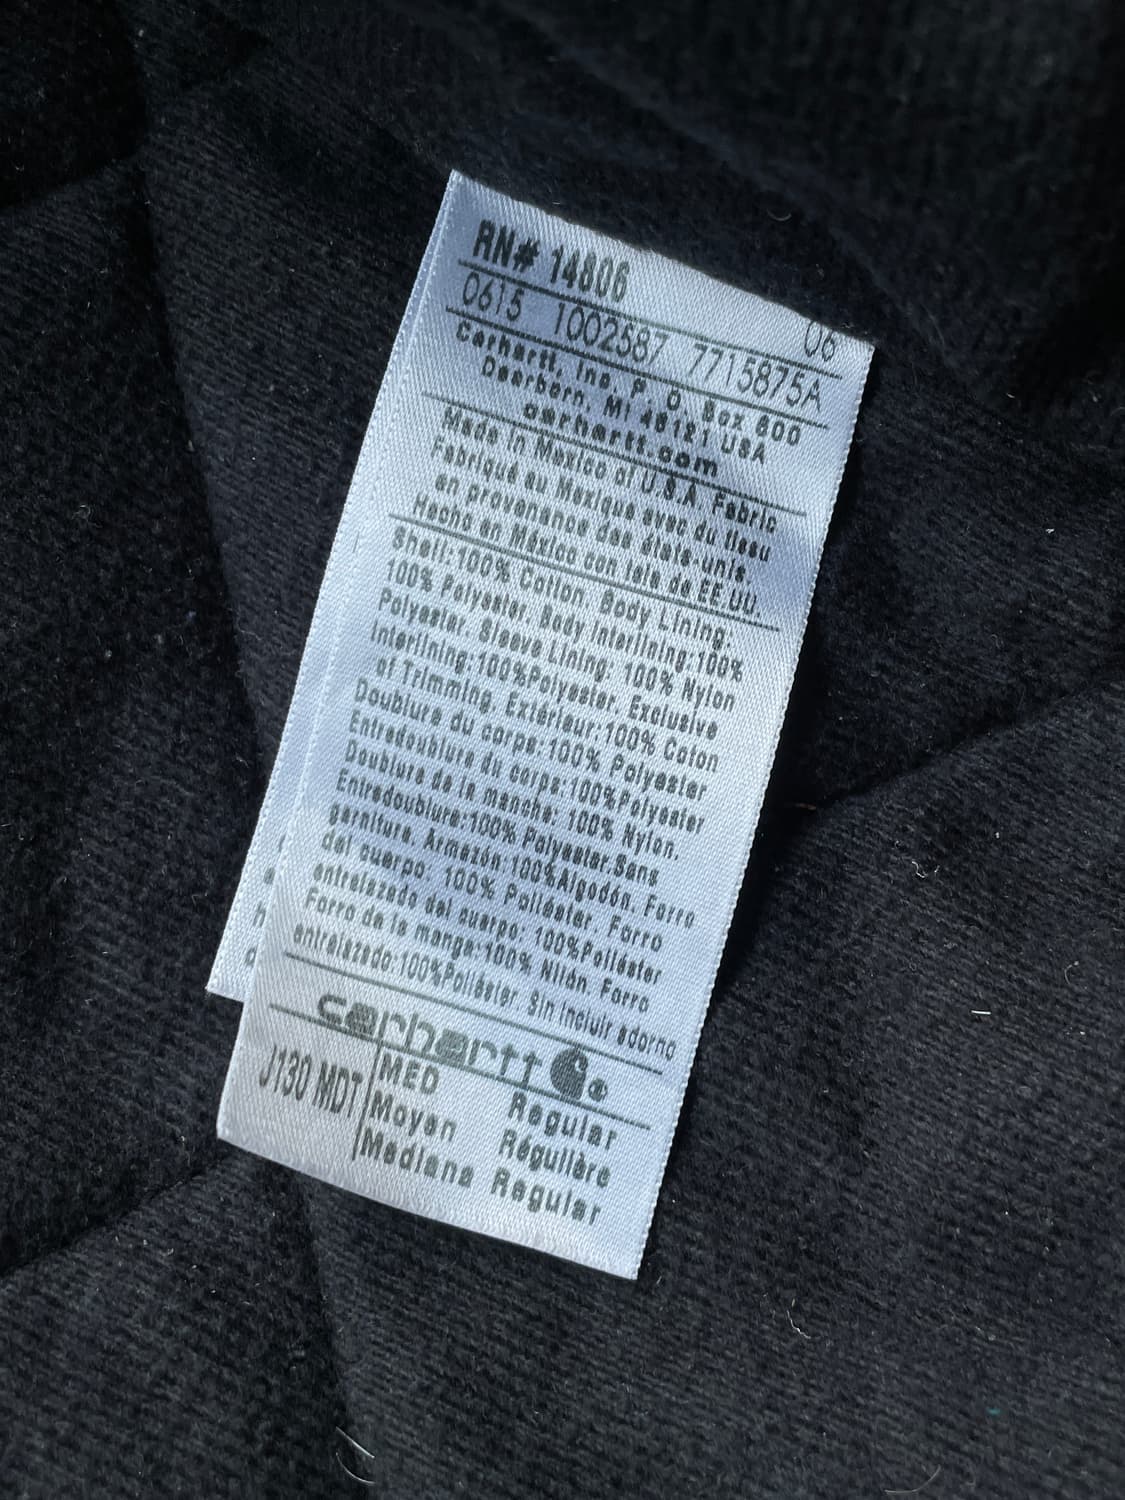 RN# 14806
06
0615 1002587 7715875A
Carhartt, Inc. P. O. Box 600
Dearborn, MI 48121 USA
carhartt.com
Made in Mexico of U.S.A Fabric
Fabriqué au Mexique avec du tissu
en provenance des états-unis.
Hecho en México con tela de EE.UU.
Shell:100% Cotton. Body Lining:
100% Polyester. Body Interlining:100%
Polyester. Sleeve Lining: 100% Nylon
Interlining:100%Polyester. Exclusive
of Trimming. Extérieur:100% Coton
Doublure du corps:100% Polyester
Entredoublure du corps:100%Polyester
Doublure de la manche: 100% Nylon.
Entredoublure:100% Polyester.Sans
garniture. Armazón:100%Algodón. Forro
del cuerpo: 100% Poliéster. Forro
entrelazado del cuerpo: 100%Poliéster
Forro de la manga:100% Nilón. Forro
entrelazado:100%Poliéster Sin incluir adorno
carhartt
J130 MDT MED Regular
Moyen Régulière
Mediana Regular